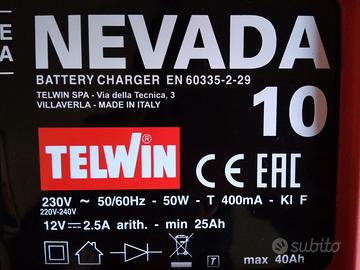 NEVADA
E
A
BATTERY CHARGER EN 60335-2-29
TELWIN SPA - Via della Tecnica, 3
VILLAVERLA - MADE IN ITALY
10
TELWIN®
CE EAC
230V ~ 50/60Hz - 50W - T 400mA - KI F
220V-240V
12V⎓ 2.5A arith. - min 25Ah
T
max 40Ah
subito